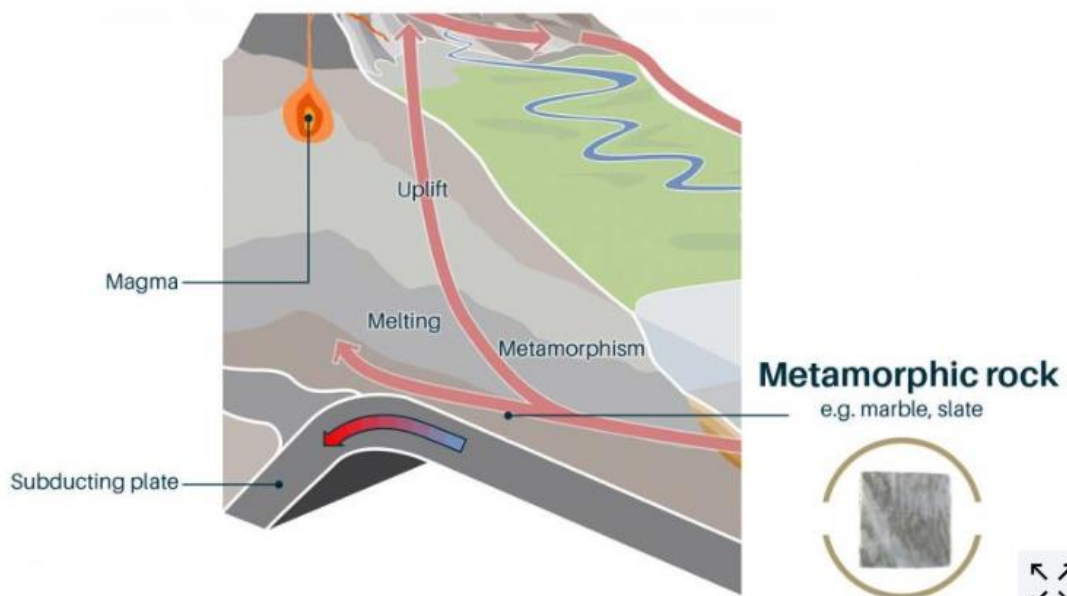 Uplift
Magma
Melting
Metamorphism
Metamorphic rock
e.g. marble, slate
Subducting plate